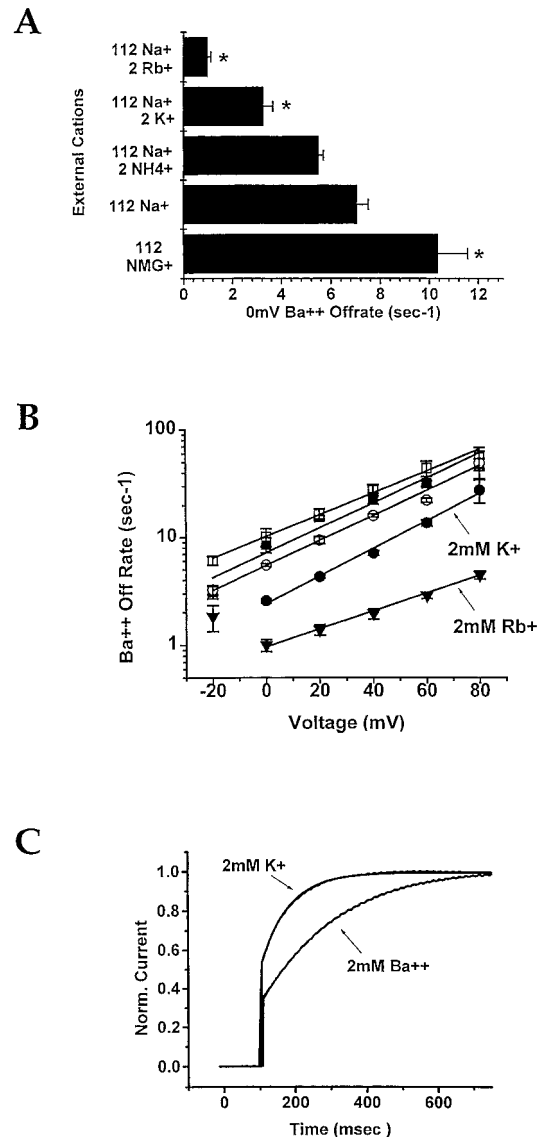 A
112 Na+
2 Rb+
112 Na+
2 K+
112 Na+
2 NH4+
112 Na+
112
NMG+
External Cations
*
*
*
0 2 4 6 8 10 12
0mV Ba++ Offrate (sec-1)
B
100
10
1
Ba++ Off Rate (sec-1)
2mM K+
2mM Rb+
-20 0 20 40 60 80
Voltage (mV)
C
1.0
0.8
0.6
0.4
0.2
0.0
Norm. Current
2mM K+
2mM Ba++
0 200 400 600
Time (msec )